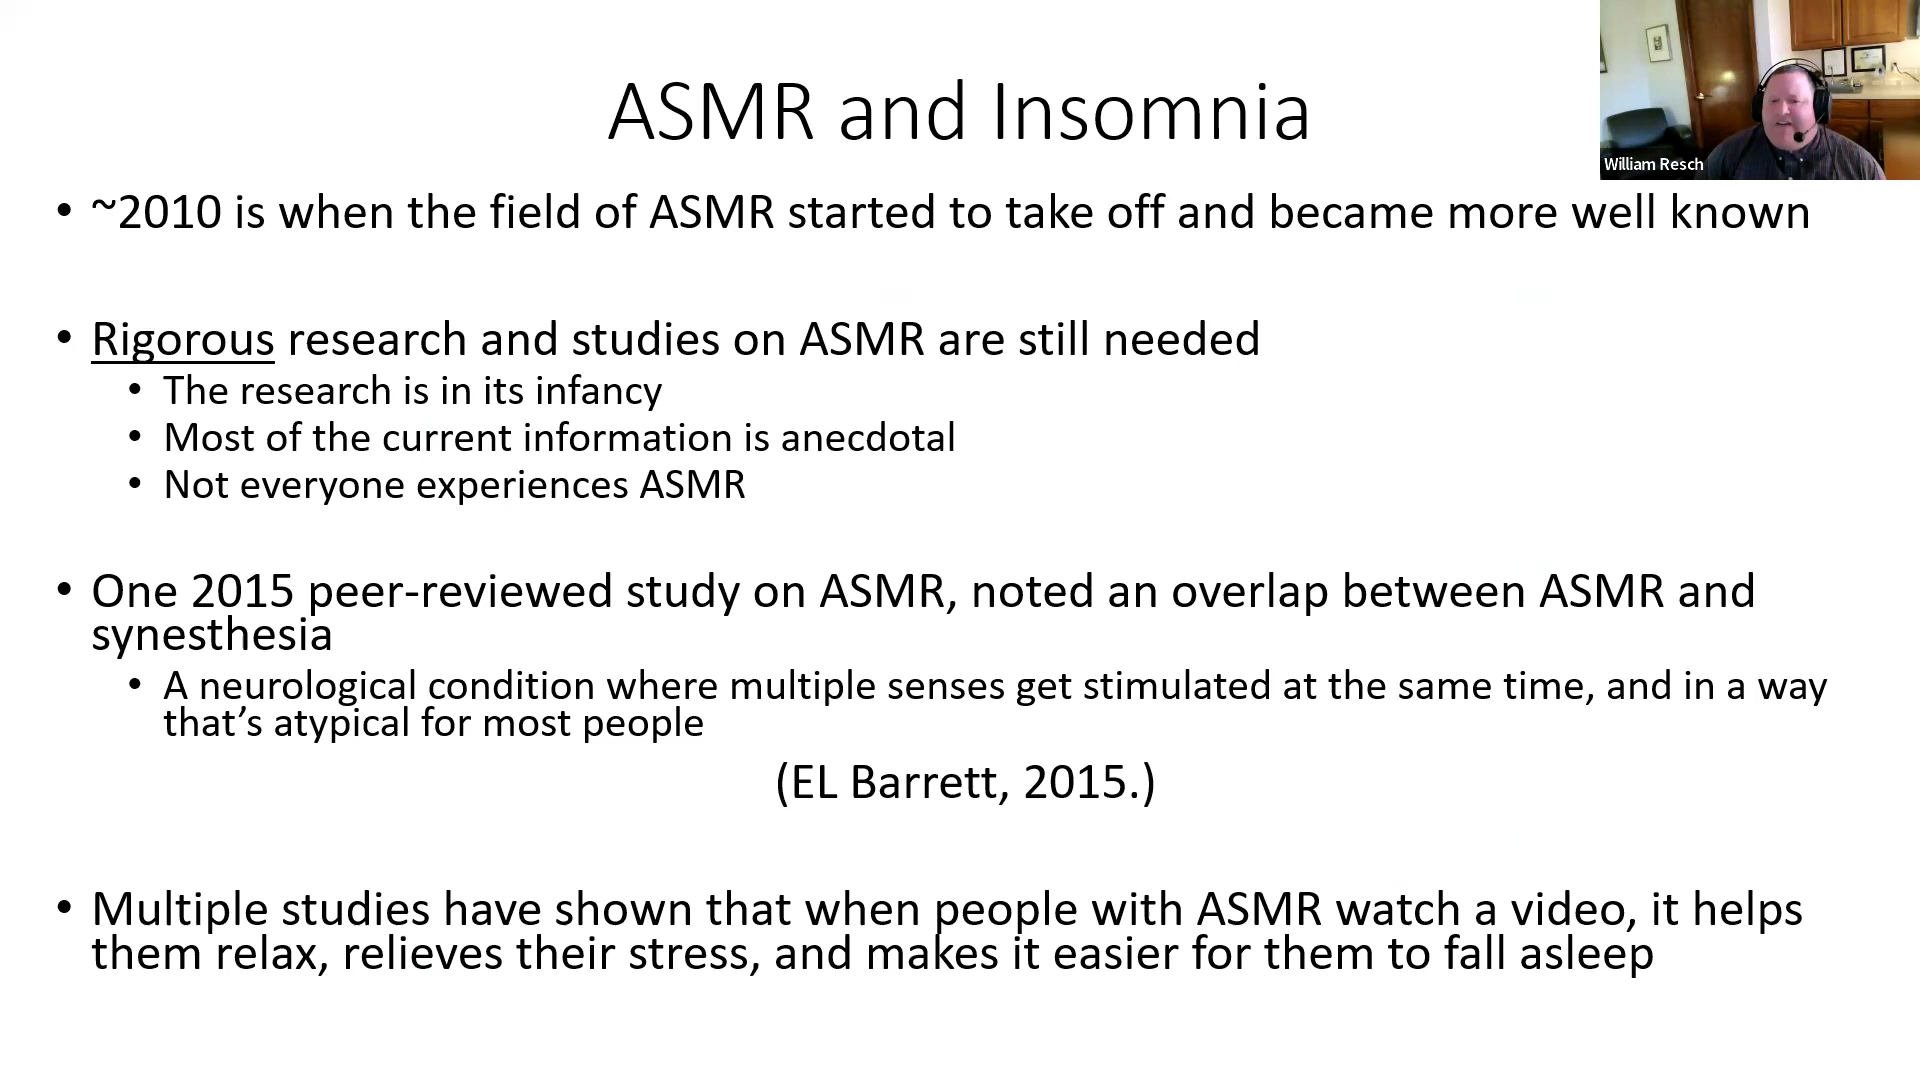 ASMR and Insomnia
William Resch
• ~2010 is when the field of ASMR started to take off and became more well known
• Rigorous research and studies on ASMR are still needed
• The research is in its infancy
• Most of the current information is anecdotal
• Not everyone experiences ASMR
• One 2015 peer-reviewed study on ASMR, noted an overlap between ASMR and
synesthesia
• A neurological condition where multiple senses get stimulated at the same time, and in a way
that’s atypical for most people
(EL Barrett, 2015.)
• Multiple studies have shown that when people with ASMR watch a video, it helps
them relax, relieves their stress, and makes it easier for them to fall asleep